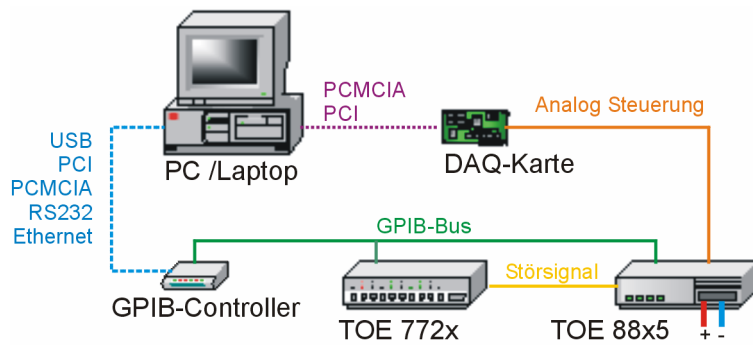 PCMCIA
PCI
Analog Steuerung
USB
PCI
PCMCIA
RS232
Ethernet
PC /Laptop
DAQ-Karte
GPIB-Bus
Störsignal
GPIB-Controller
TOE 772x
TOE 88x5
+ -